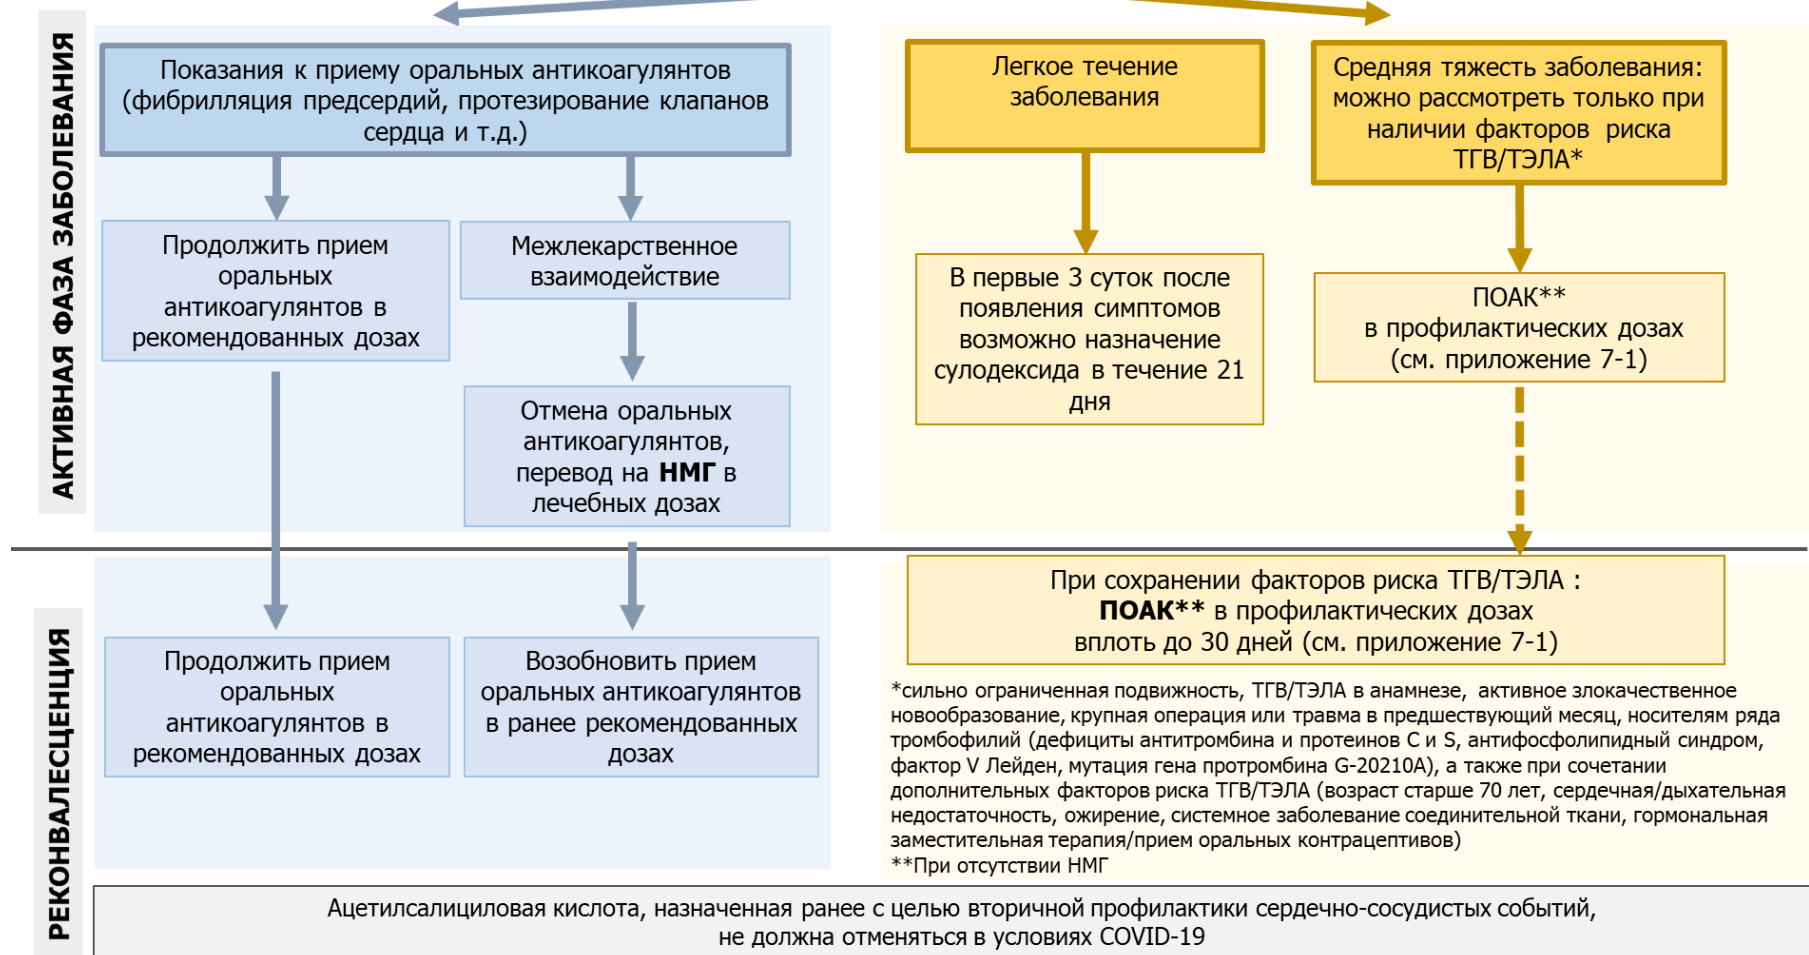 АКТИВНАЯ ФАЗА ЗАБОЛЕВАНИЯ
Показания к приему оральных антикоагулянтов
(фибрилляция предсердий, протезирование клапанов
сердца и т.д.)
Продолжить прием
оральных
антикоагулянтов в
рекомендованных дозах
Межлекарственное
взаимодействие
Отмена оральных
антикоагулянтов,
перевод на НМГ в
лечебных дозах
Легкое течение
заболевания
В первые 3 суток после
появления симптомов
возможно назначение
сулодексида в течение 21
дня
Средняя тяжесть заболевания:
можно рассмотреть только при
наличии факторов риска
ТГВ/ТЭЛА*
ПОАК**
в профилактических дозах
(см. приложение 7-1)
РЕКОНВАЛЕСЦЕНЦИЯ
Продолжить прием
оральных
антикоагулянтов в
рекомендованных дозах
Возобновить прием
оральных антикоагулянтов
в ранее рекомендованных
дозах
При сохранении факторов риска ТГВ/ТЭЛА :
ПОАК** в профилактических дозах
вплоть до 30 дней (см. приложение 7-1)
*сильно ограниченная подвижность, ТГВ/ТЭЛА в анамнезе, активное злокачественное
новообразование, крупная операция или травма в предшествующий месяц, носителям ряда
тромбофилий (дефициты антитромбина и протеинов С и S, антифосфолипидный синдром,
фактор V Лейден, мутация гена протромбина G-20210A), а также при сочетании
дополнительных факторов риска ТГВ/ТЭЛА (возраст старше 70 лет, сердечная/дыхательная
недостаточность, ожирение, системное заболевание соединительной ткани, гормональная
заместительная терапия/прием оральных контрацептивов)
**При отсутствии НМГ
Ацетилсалициловая кислота, назначенная ранее с целью вторичной профилактики сердечно-сосудистых событий,
не должна отменяться в условиях COVID-19